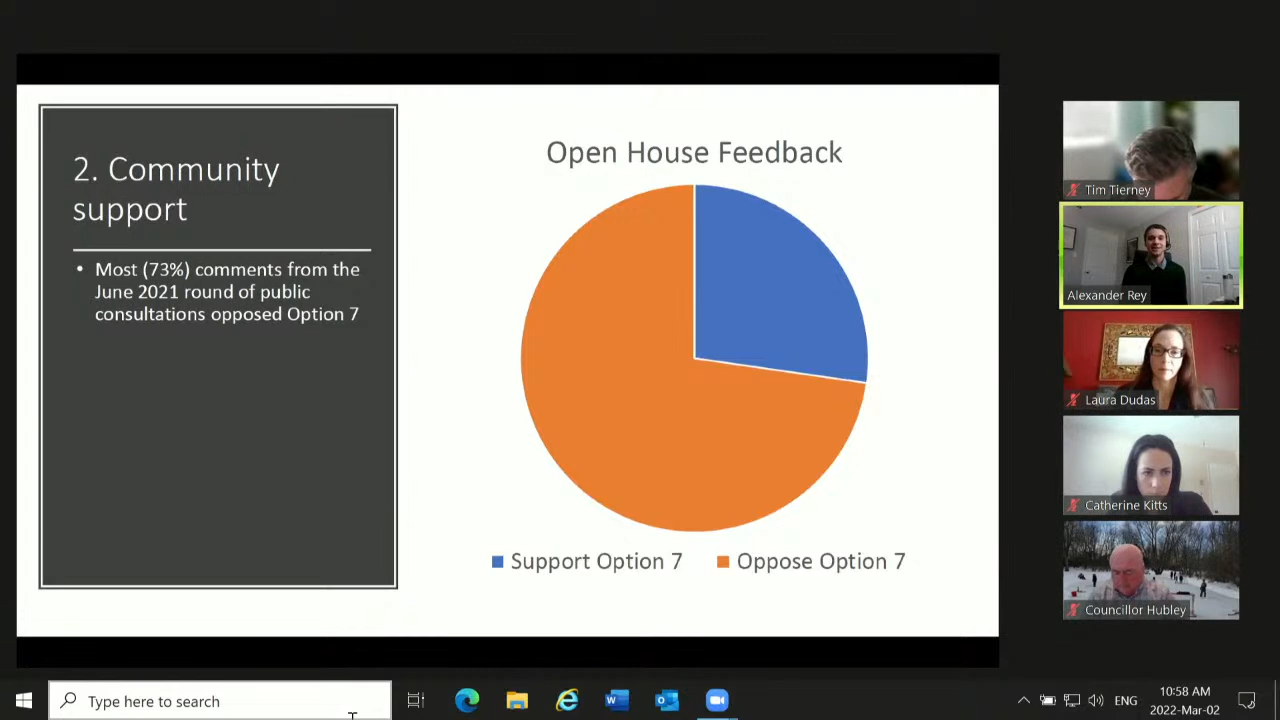 2. Community
support
• Most (73%) comments from the
June 2021 round of public
consultations opposed Option 7
Open House Feedback
Support Option 7
Oppose Option 7
Tim Tierney
Alexander Rey
Laura Dudas
Catherine Kitts
Councillor Hubley
Type here to search
ENG
10:58 AM
2022-Mar-02